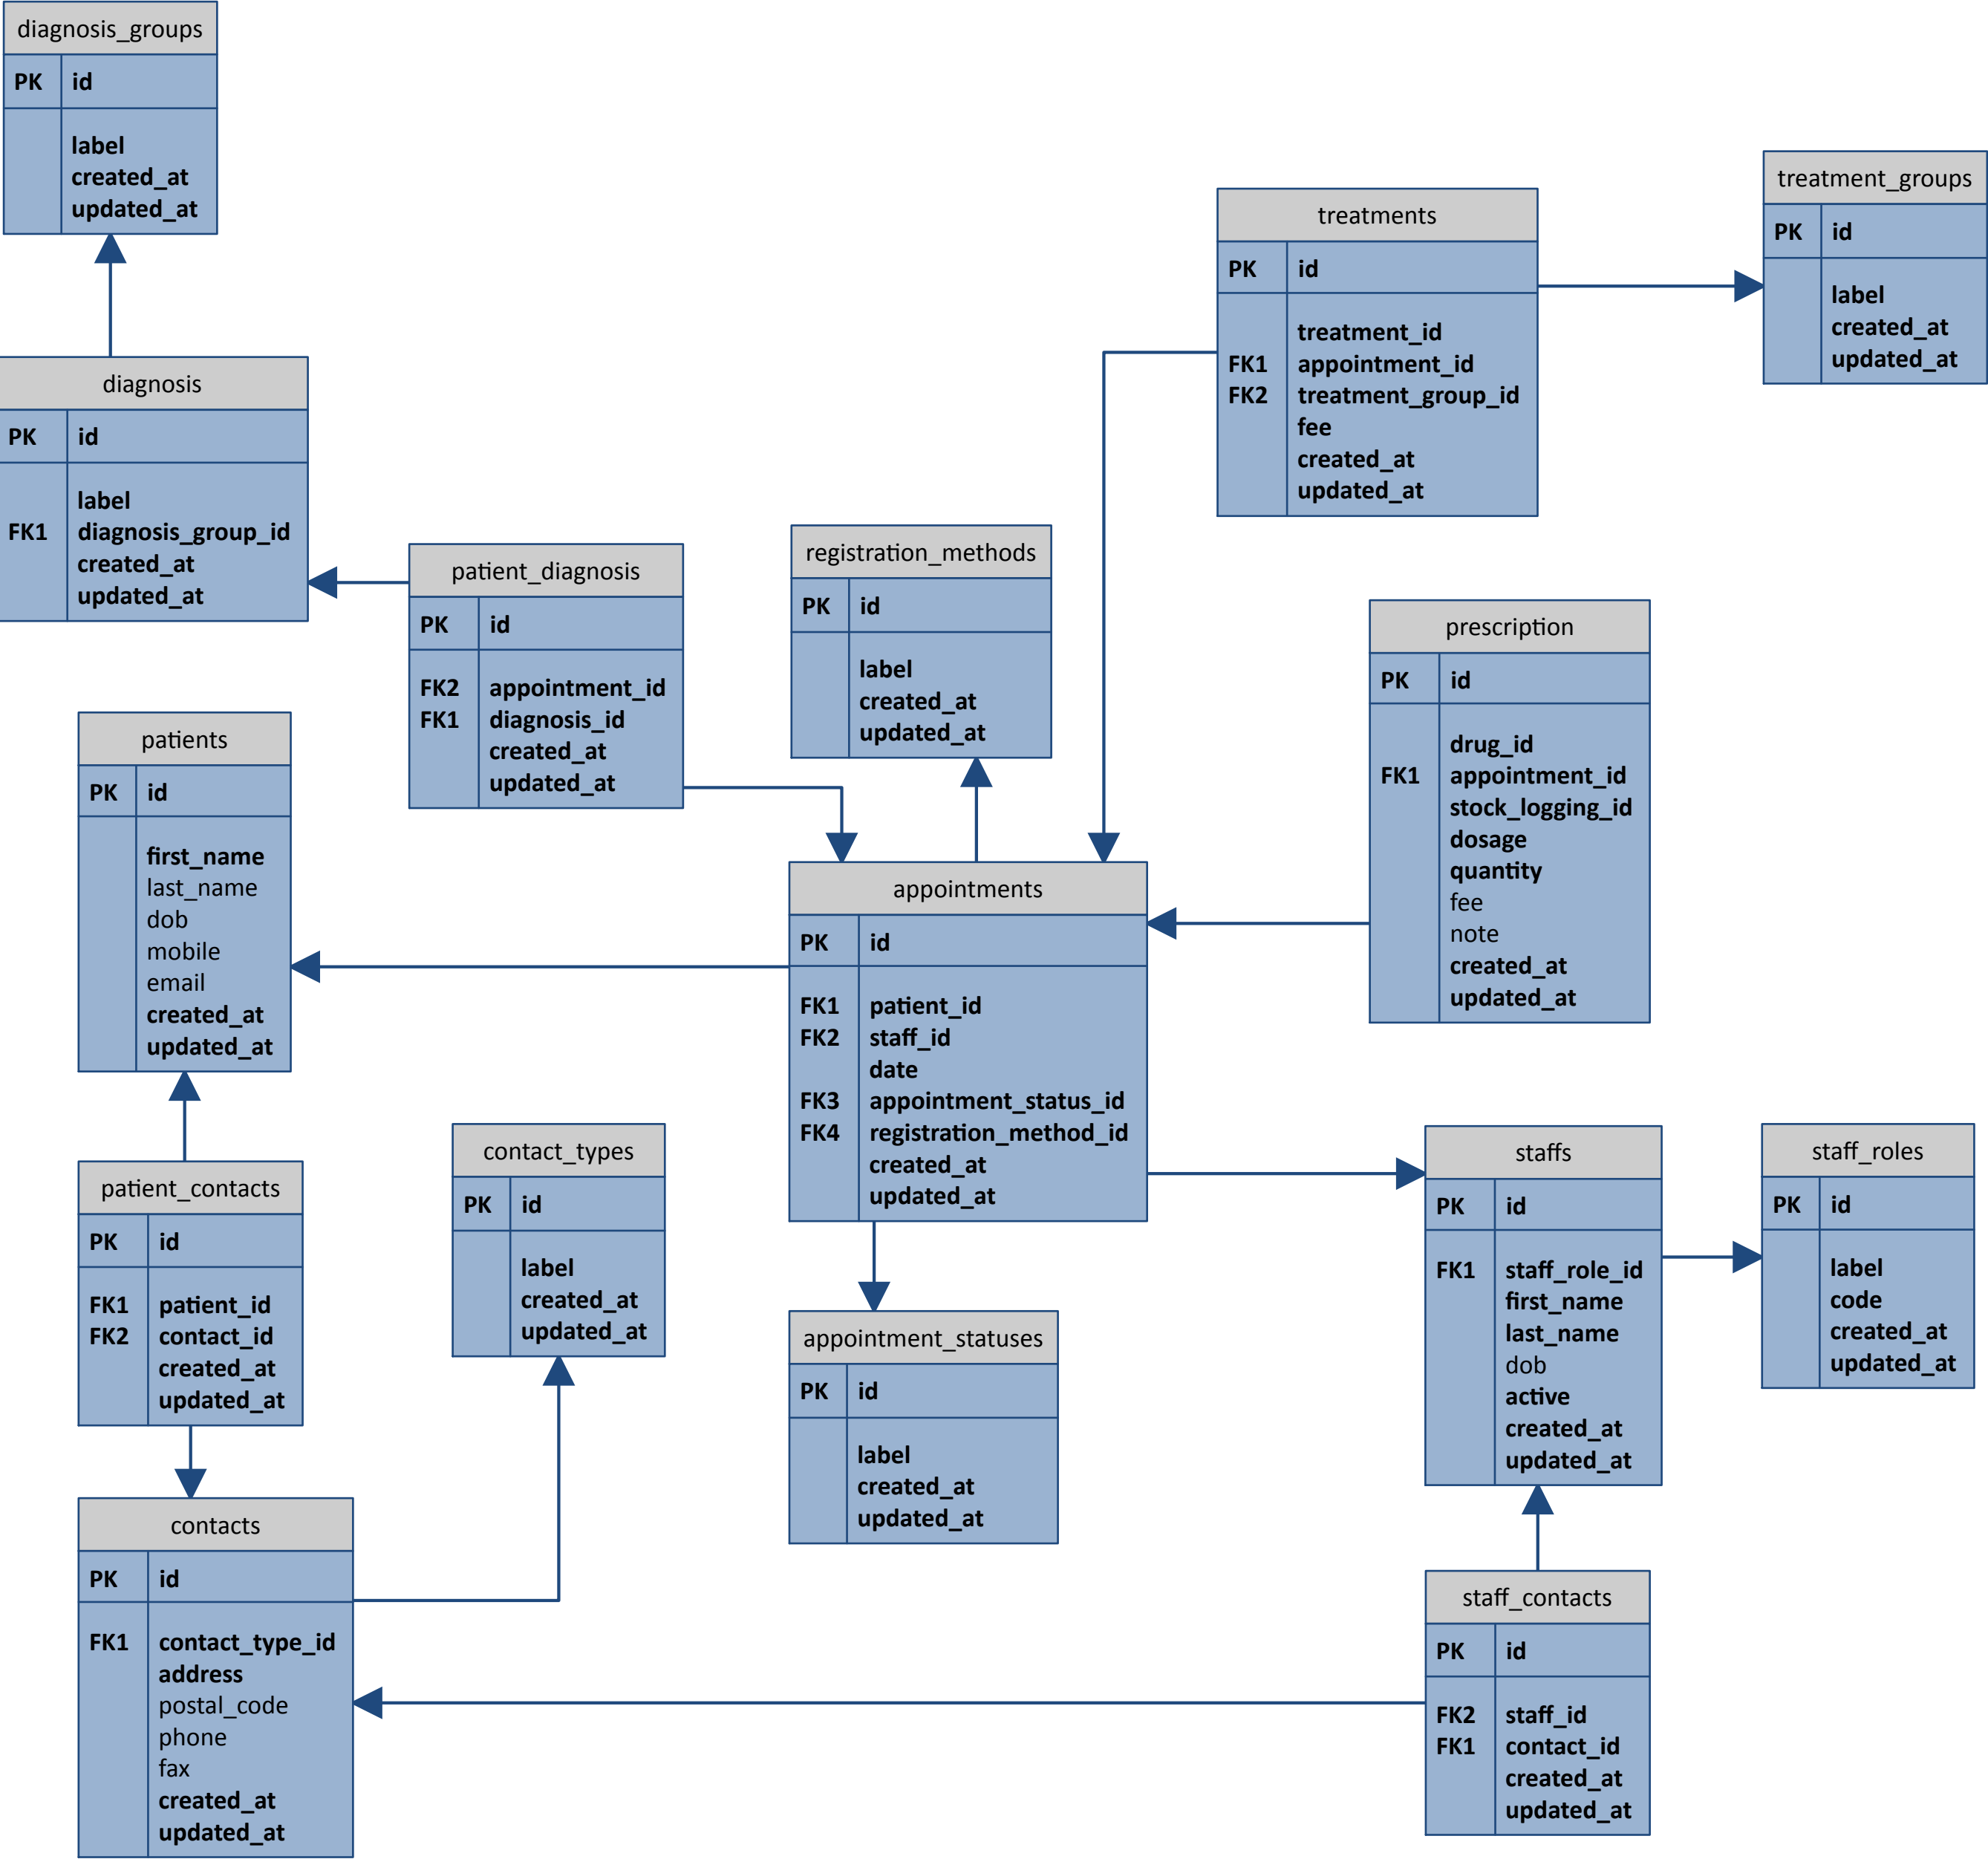 diagnosis_groups
PK id
label
created_at
updated_at
treatment_groups
PK id
label
created_at
updated_at
treatments
PK id
treatment_id
FK1 appointment_id
FK2 treatment_group_id
fee
created_at
updated_at
diagnosis
PK id
label
FK1 diagnosis_group_id
created_at
updated_at
patient_diagnosis
PK id
FK2 appointment_id
FK1 diagnosis_id
created_at
updated_at
registration_methods
PK id
label
created_at
updated_at
prescription
PK id
drug_id
FK1 appointment_id
stock_logging_id
dosage
quantity
fee
note
created_at
updated_at
patients
PK id
first_name
last_name
dob
mobile
email
created_at
updated_at
appointments
PK id
FK1 patient_id
FK2 staff_id
date
FK3 appointment_status_id
FK4 registration_method_id
created_at
updated_at
patient_contacts
PK id
FK1 patient_id
FK2 contact_id
created_at
updated_at
contact_types
PK id
label
created_at
updated_at
staffs
PK id
FK1 staff_role_id
first_name
last_name
dob
active
created_at
updated_at
staff_roles
PK id
label
code
created_at
updated_at
appointment_statuses
PK id
label
created_at
updated_at
contacts
PK id
FK1 contact_type_id
address
postal_code
phone
fax
created_at
updated_at
staff_contacts
PK id
FK2 staff_id
FK1 contact_id
created_at
updated_at